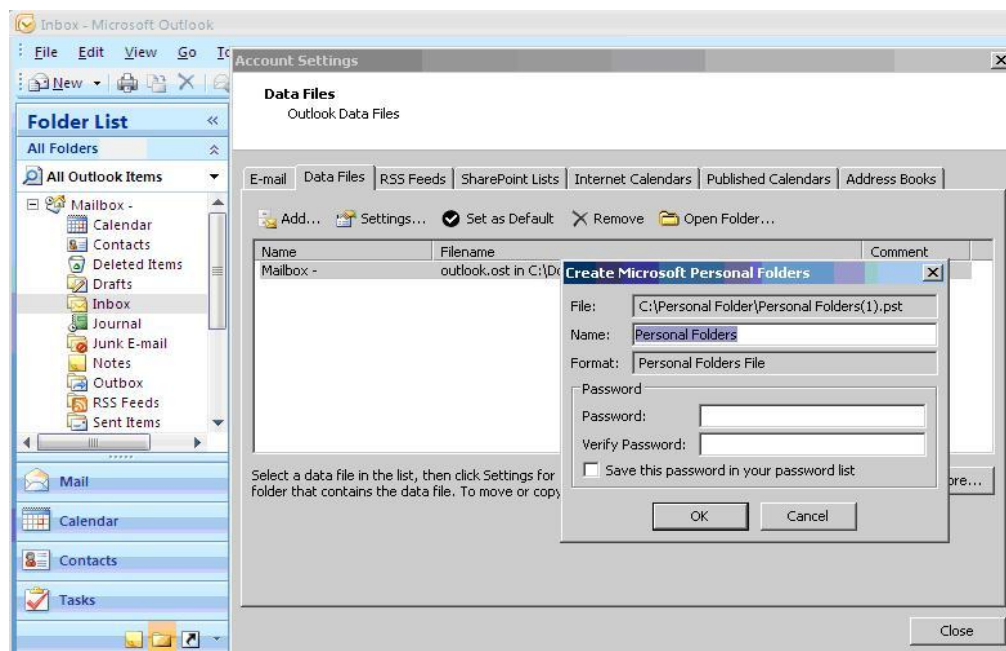 Inbox - Microsoft Outlook
File Edit View Go
New
Folder List
All Folders
All Outlook Items
Mailbox -
Calendar
Contacts
Deleted Items
Drafts
Inbox
Journal
Junk E-mail
Notes
Outbox
RSS Feeds
Sent Items
Mail
Calendar
Contacts
Tasks
Account Settings
Data Files
Outlook Data Files
E-mail Data Files RSS Feeds SharePoint Lists Internet Calendars Published Calendars Address Books
Add... Settings... Set as Default Remove Open Folder...
Name Filename Comment
Mailbox - outlook.ost in C:\Do
Select a data file in the list, then click Settings for
folder that contains the data file. To move or copy
ore...
Close
Create Microsoft Personal Folders
File: C:\Personal Folder\Personal Folders(1).pst
Name: Personal Folders
Format: Personal Folders File
Password
Password:
Verify Password:
Save this password in your password list
OK Cancel